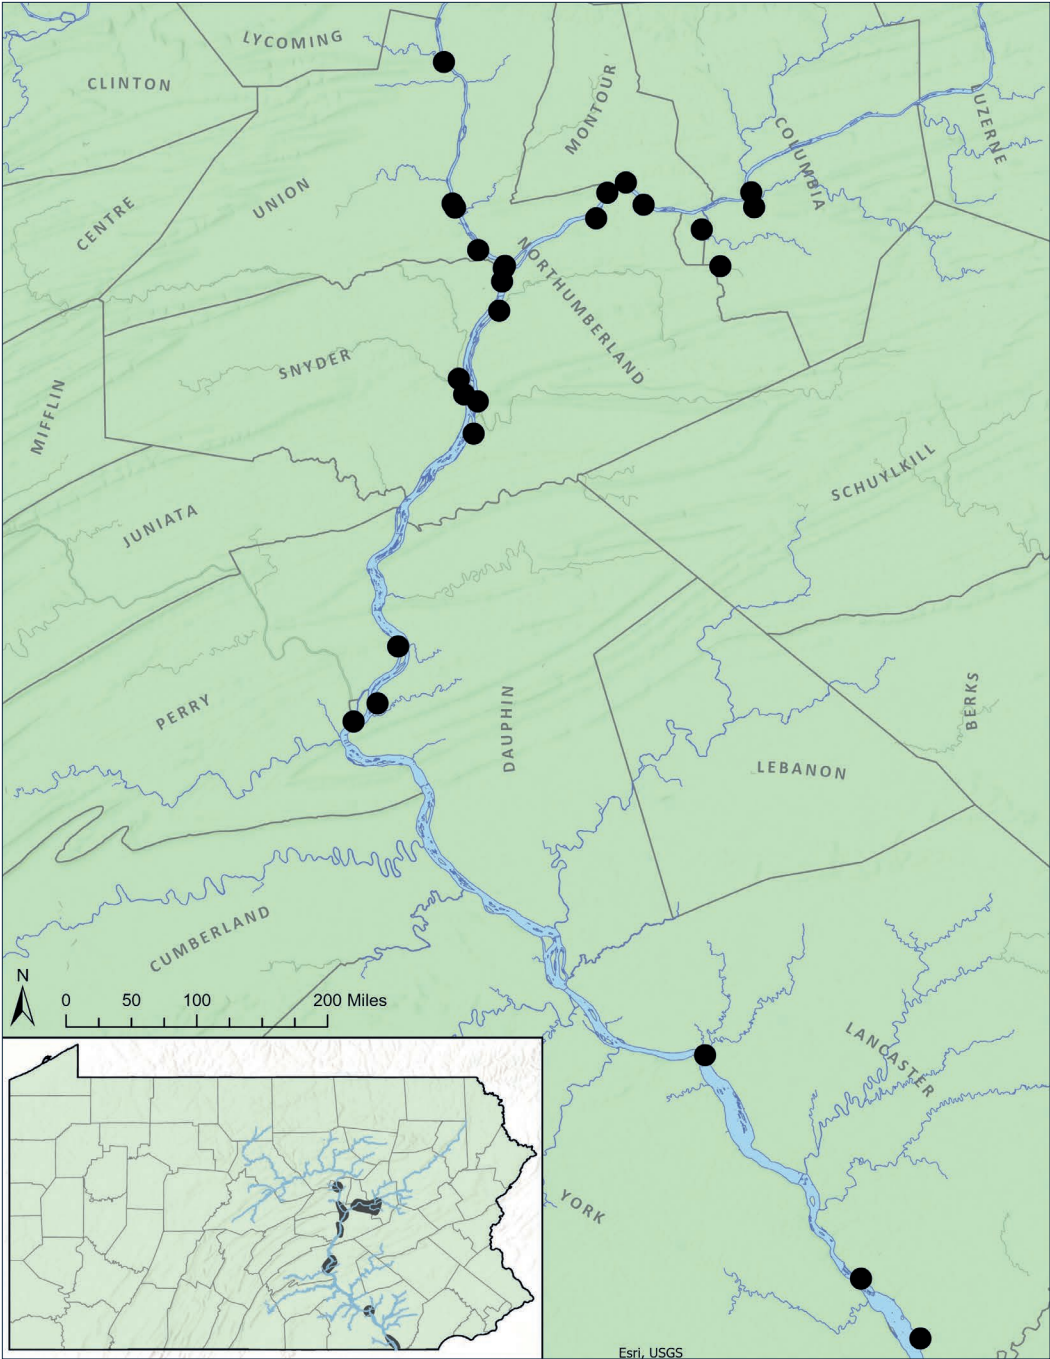 LYCOMING
CLINTON
MONTOUR
LUZERNE
COLUMBIA
CENTRE
UNION
NORTHUMBERLAND
SNYDER
MIFFLIN
SCHUYLKILL
JUNIATA
PERRY
DAUPHIN
BERKS
LEBANON
CUMBERLAND
N
0 50 100 200 Miles
LANCASTER
YORK
Esri, USGS